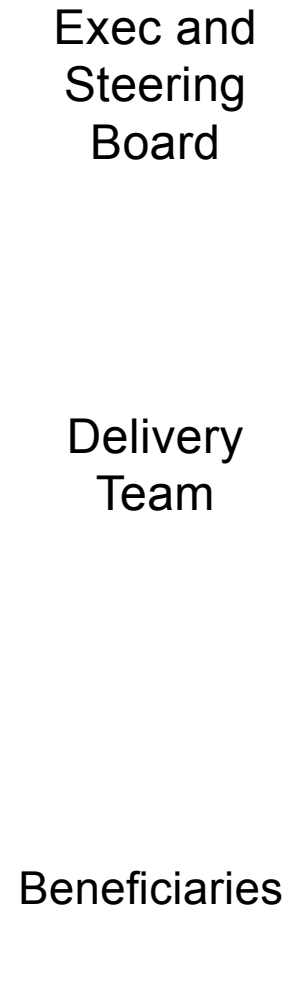 Exec and
Steering
Board
Delivery
Team
Beneficiaries